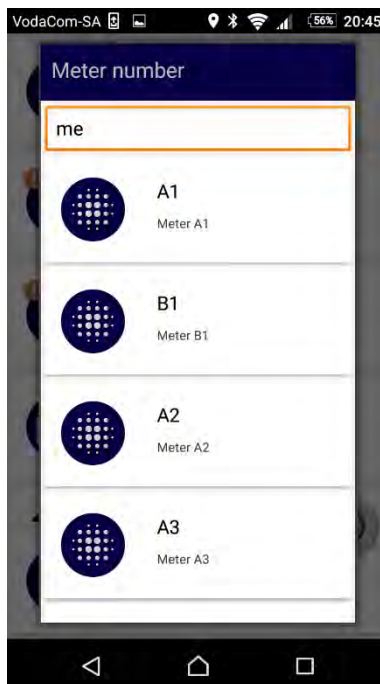 VodaCom-SA 56% 20:45
Meter number
me
A1
Meter A1
B1
Meter B1
A2
Meter A2
A3
Meter A3